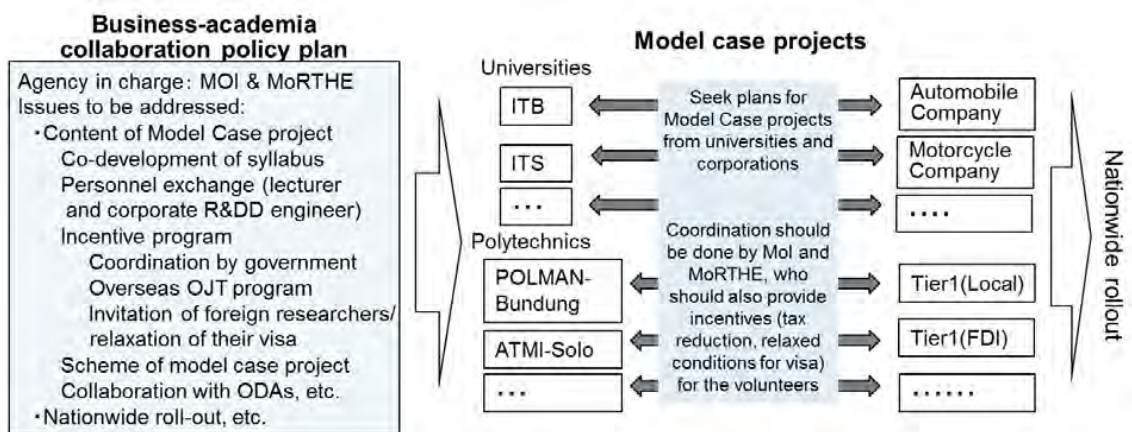 Business-academia
collaboration policy plan
Agency in charge: MOI & MoRTHE
Issues to be addressed:
・Content of Model Case project
Co-development of syllabus
Personnel exchange (lecturer
and corporate R&DD engineer)
Incentive program
Coordination by government
Overseas OJT program
Invitation of foreign researchers/
relaxation of their visa
Scheme of model case project
Collaboration with ODAs, etc.
・Nationwide roll-out, etc.
Model case projects
Universities
ITB
ITS
...
Polytechnics
POLMAN-
Bundung
ATMI-Solo
...
Seek plans for
Model Case projects
from universities and
corporations
Coordination should
be done by MoI and
MoRTHE, who
should also provide
incentives (tax
reduction, relaxed
conditions for visa)
for the volunteers
Automobile
Company
Motorcycle
Company
....
Tier1(Local)
Tier1(FDI)
......
Nationwide rollout